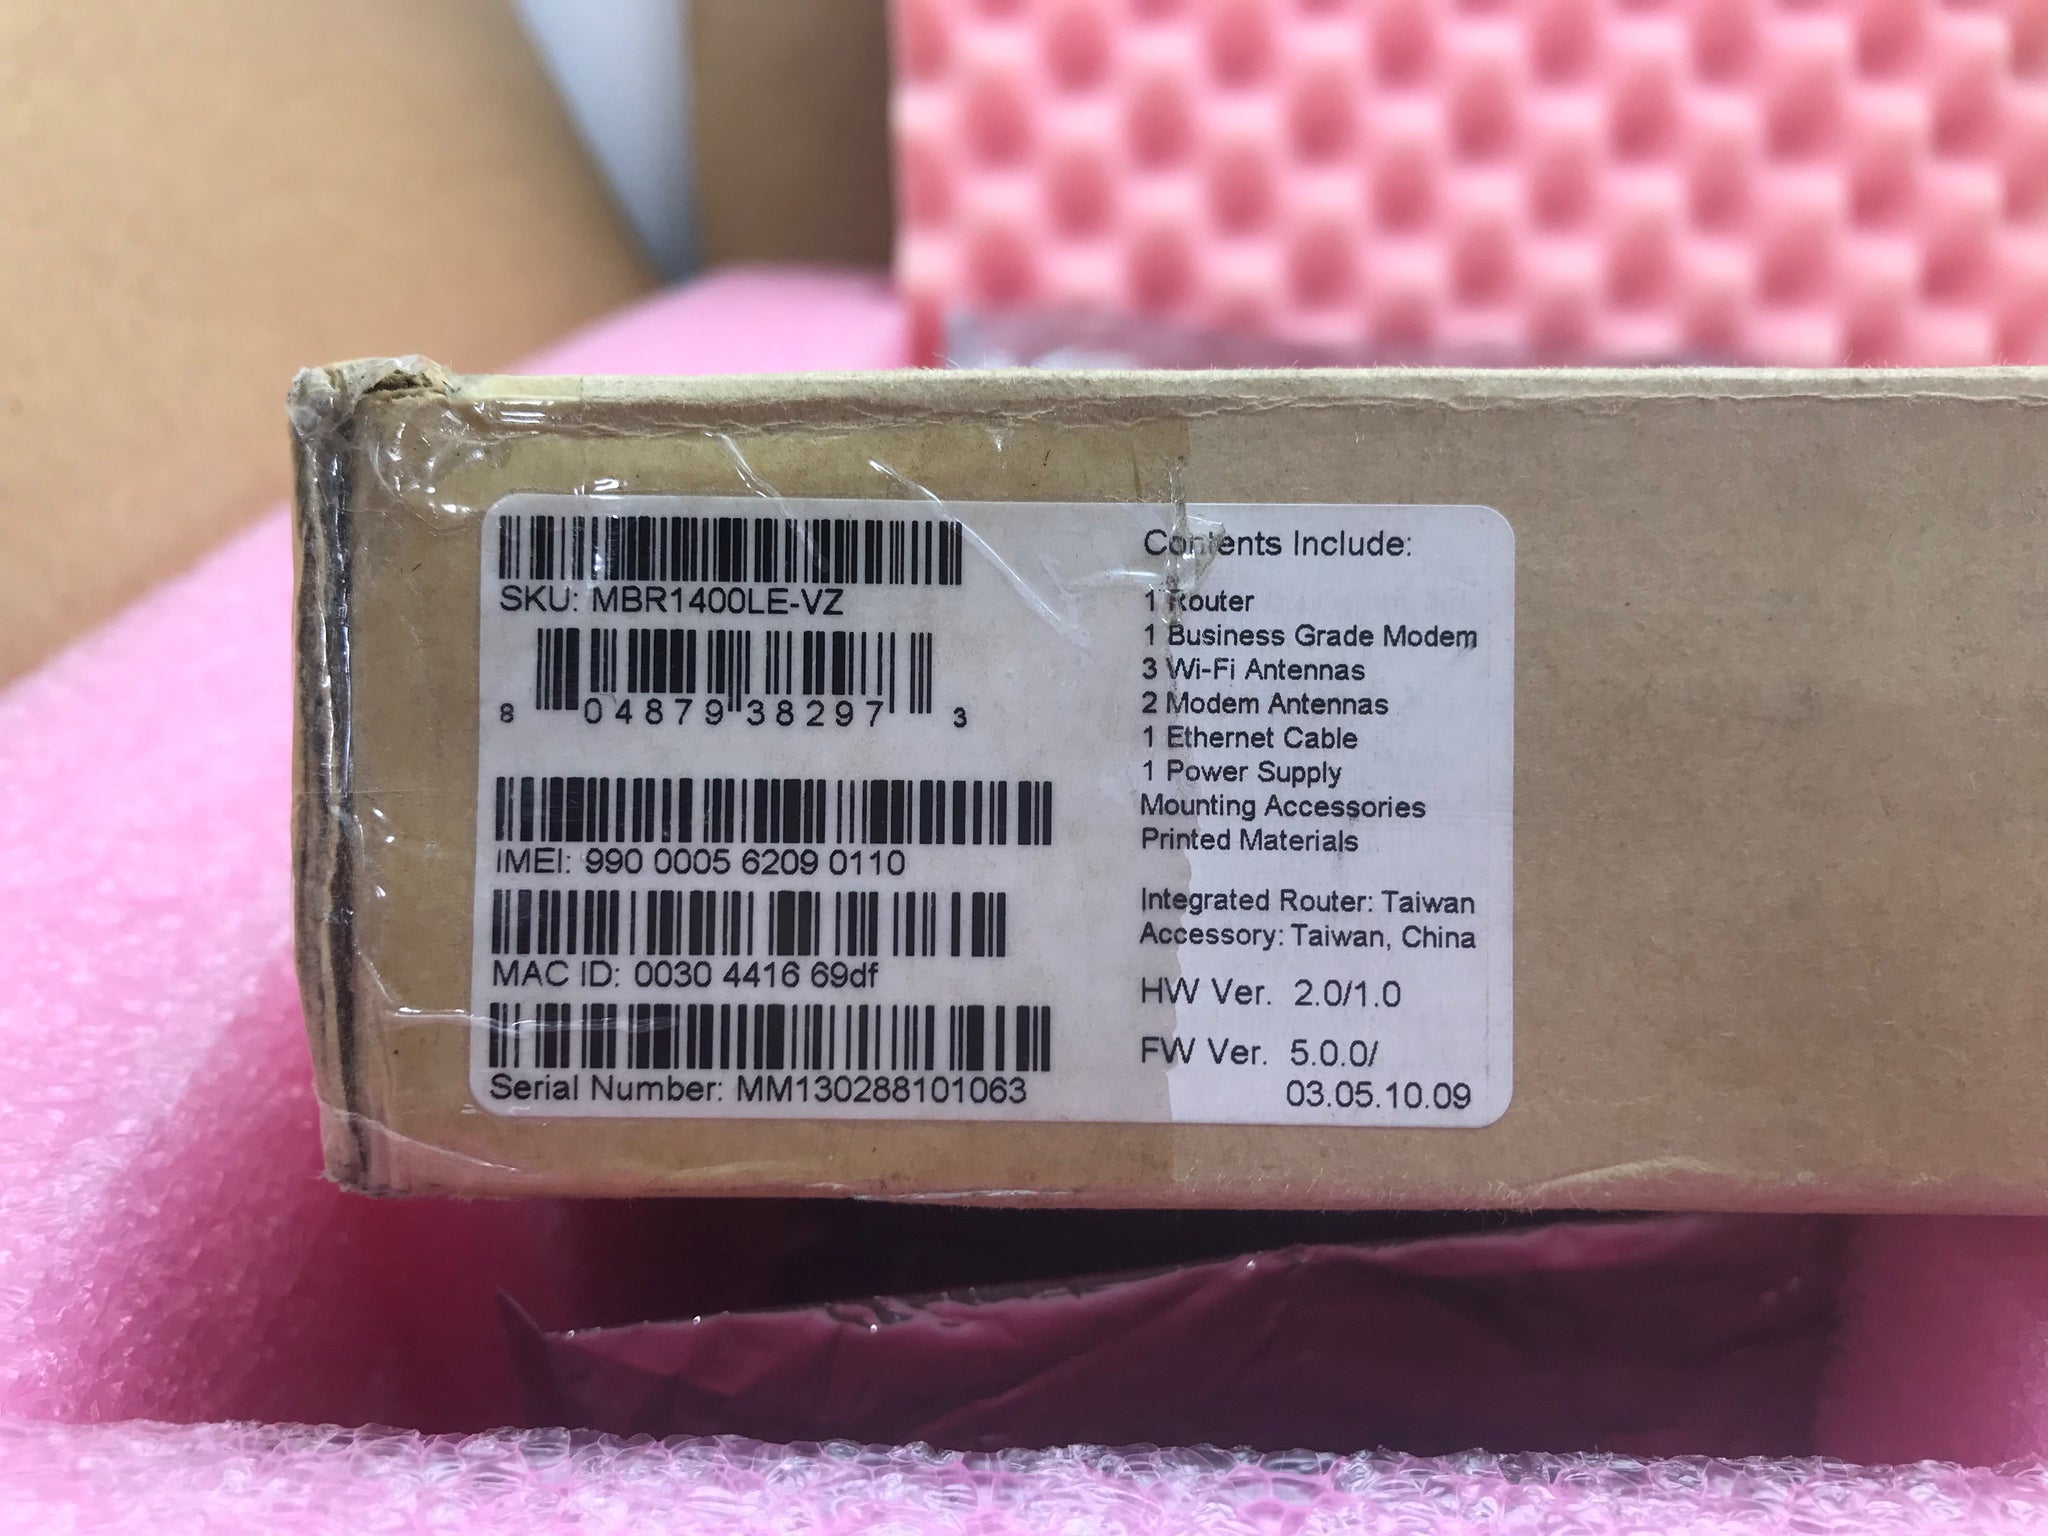 SKU: MBR1400LE-VZ
8 04879 38297 3
IMEI: 990 0005 6209 0110
MAC ID: 0030 4416 69df
Serial Number: MM130288101063
Contents Include:
1 Router
1 Business Grade Modem
3 Wi-Fi Antennas
2 Modem Antennas
1 Ethernet Cable
1 Power Supply
Mounting Accessories
Printed Materials
Integrated Router: Taiwan
Accessory: Taiwan, China
HW Ver. 2.0/1.0
FW Ver. 5.0.0/
03.05.10.09